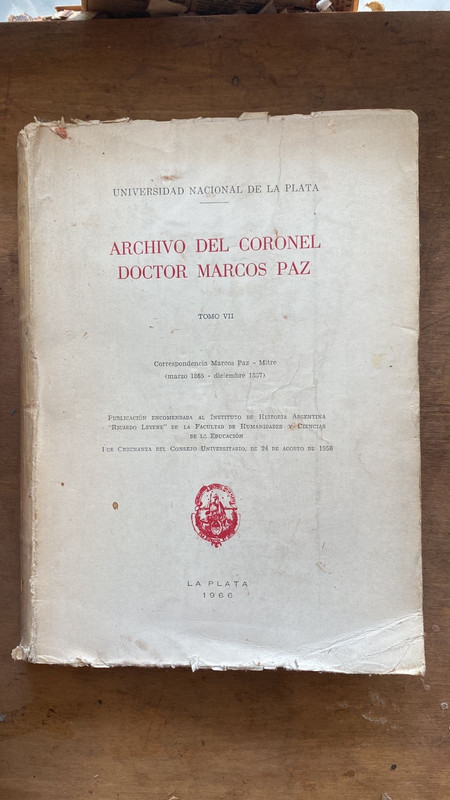 UNIVERSIDAD NACIONAL DE LA PLATA
ARCHIVO DEL CORONEL
DOCTOR MARCOS PAZ
TOMO VII
Correspondencia Marcos Paz - Mitre
(marzo 1865 - diciembre 1867)
PUBLICACIÓN ENCOMENDADA AL INSTITUTO DE HISTORIA ARGENTINA
"RICARDO LEVENE" DE LA FACULTAD DE HUMANIDADES Y CIENCIAS
DE LA EDUCACIÓN
POR ORDENANZA DEL CONSEJO UNIVERSITARIO, DE 24 DE AGOSTO DE 1958
LA PLATA
1966